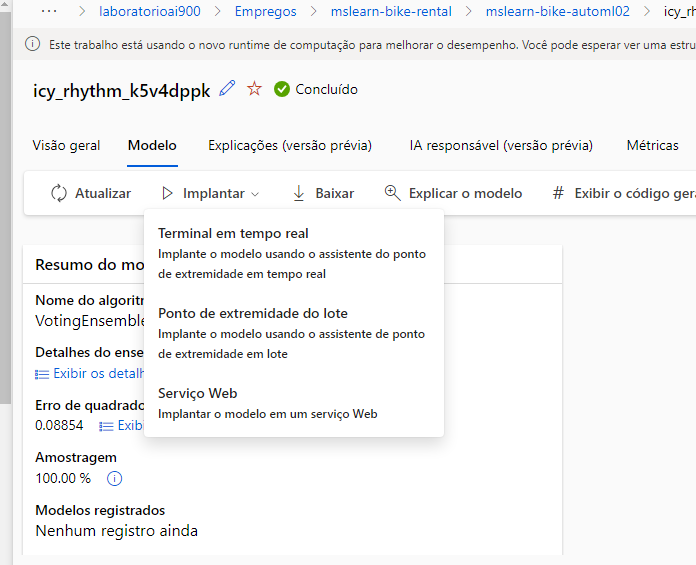 ··· > laboratorioai900 > Empregos > mslearn-bike-rental > mslearn-bike-automl02 > icy_rh
Este trabalho está usando o novo runtime de computação para melhorar o desempenho. Você pode esperar ver uma estru
icy_rhythm_k5v4dppk Concluído
Visão geral Modelo Explicações (versão prévia) IA responsável (versão prévia) Métricas
Atualizar Implantar Baixar Explicar o modelo # Exibir o código gera
Terminal em tempo real
Implante o modelo usando o assistente do ponto
de extremidade em tempo real
Ponto de extremidade do lote
Implante o modelo usando o assistente de ponto
de extremidade em lote
Serviço Web
Implantar o modelo em um serviço Web
Resumo do mo
Nome do algoritr
VotingEnsemble
Detalhes do ense
Exibir os detalh
Erro de quadrado
0.08854 Exibi
Amostragem
100.00 %
Modelos registrados
Nenhum registro ainda